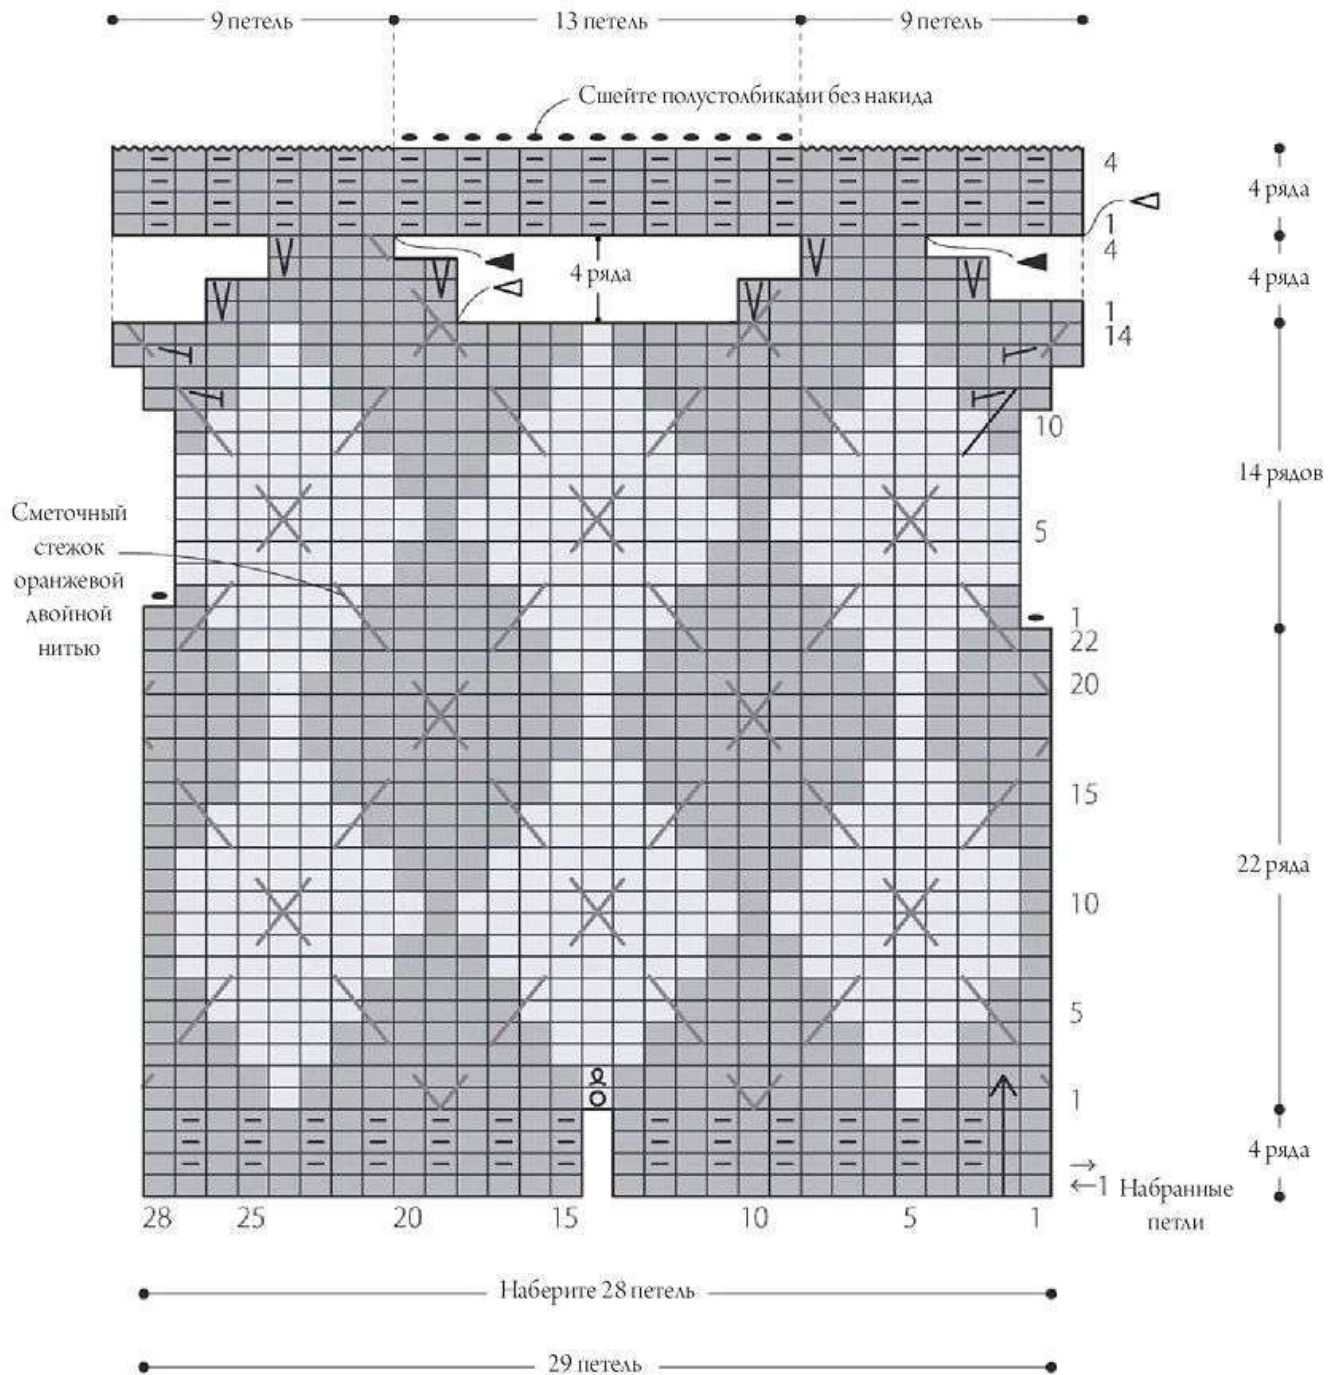 9 петель 13 петель 9 петель
Сшейте полустолбиками без накида
4
4 ряда
1
4
4 ряда
4 ряда
1
14
10
14 рядов
Сметочный
стежок
оранжевой
двойной
нитью
5
1
22
20
15
22 ряда
10
5
1
4 ряда
→
←1 Набранные
петли
28 25 20 15 10 5 1
Наберите 28 петель
29 петель